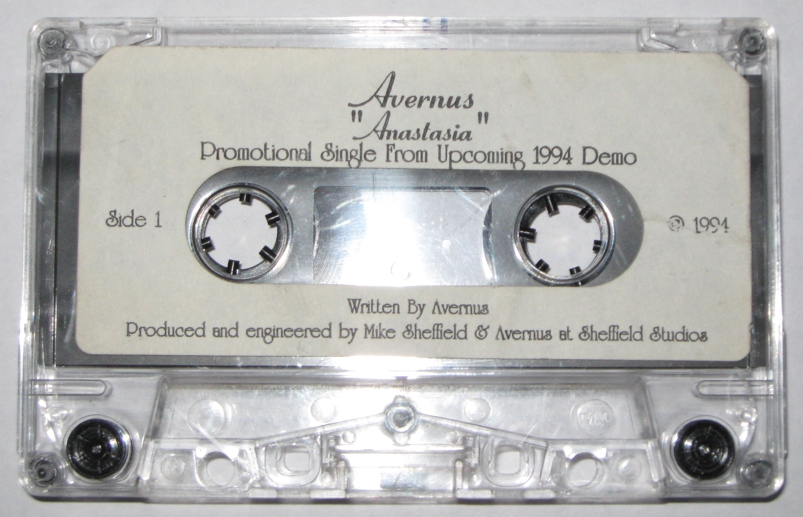 Avernus
"Anastasia"
Promotional Single From Upcoming 1994 Demo
Side 1
© 1994
Written By Avernus
Produced and engineered by Mike Sheffield & Avernus at Sheffield Studios